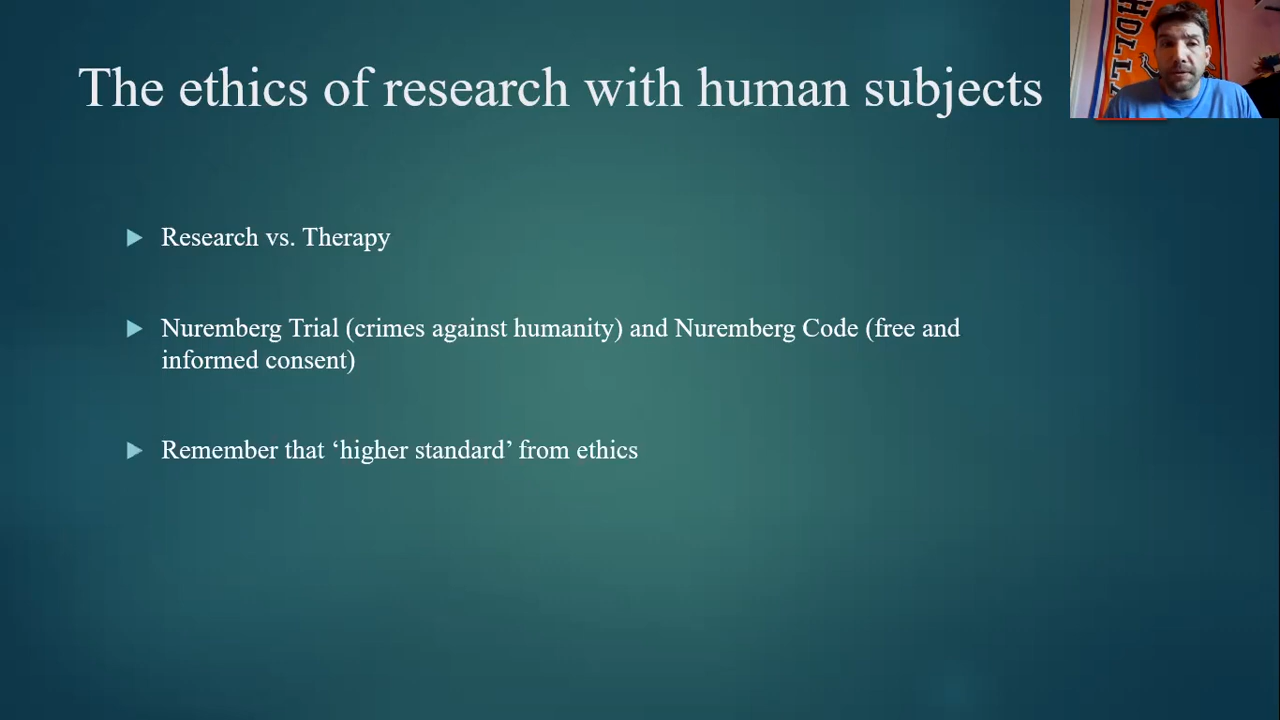 The ethics of research with human subjects
Research vs. Therapy
Nuremberg Trial (crimes against humanity) and Nuremberg Code (free and
informed consent)
Remember that ‘higher standard’ from ethics
HOLL